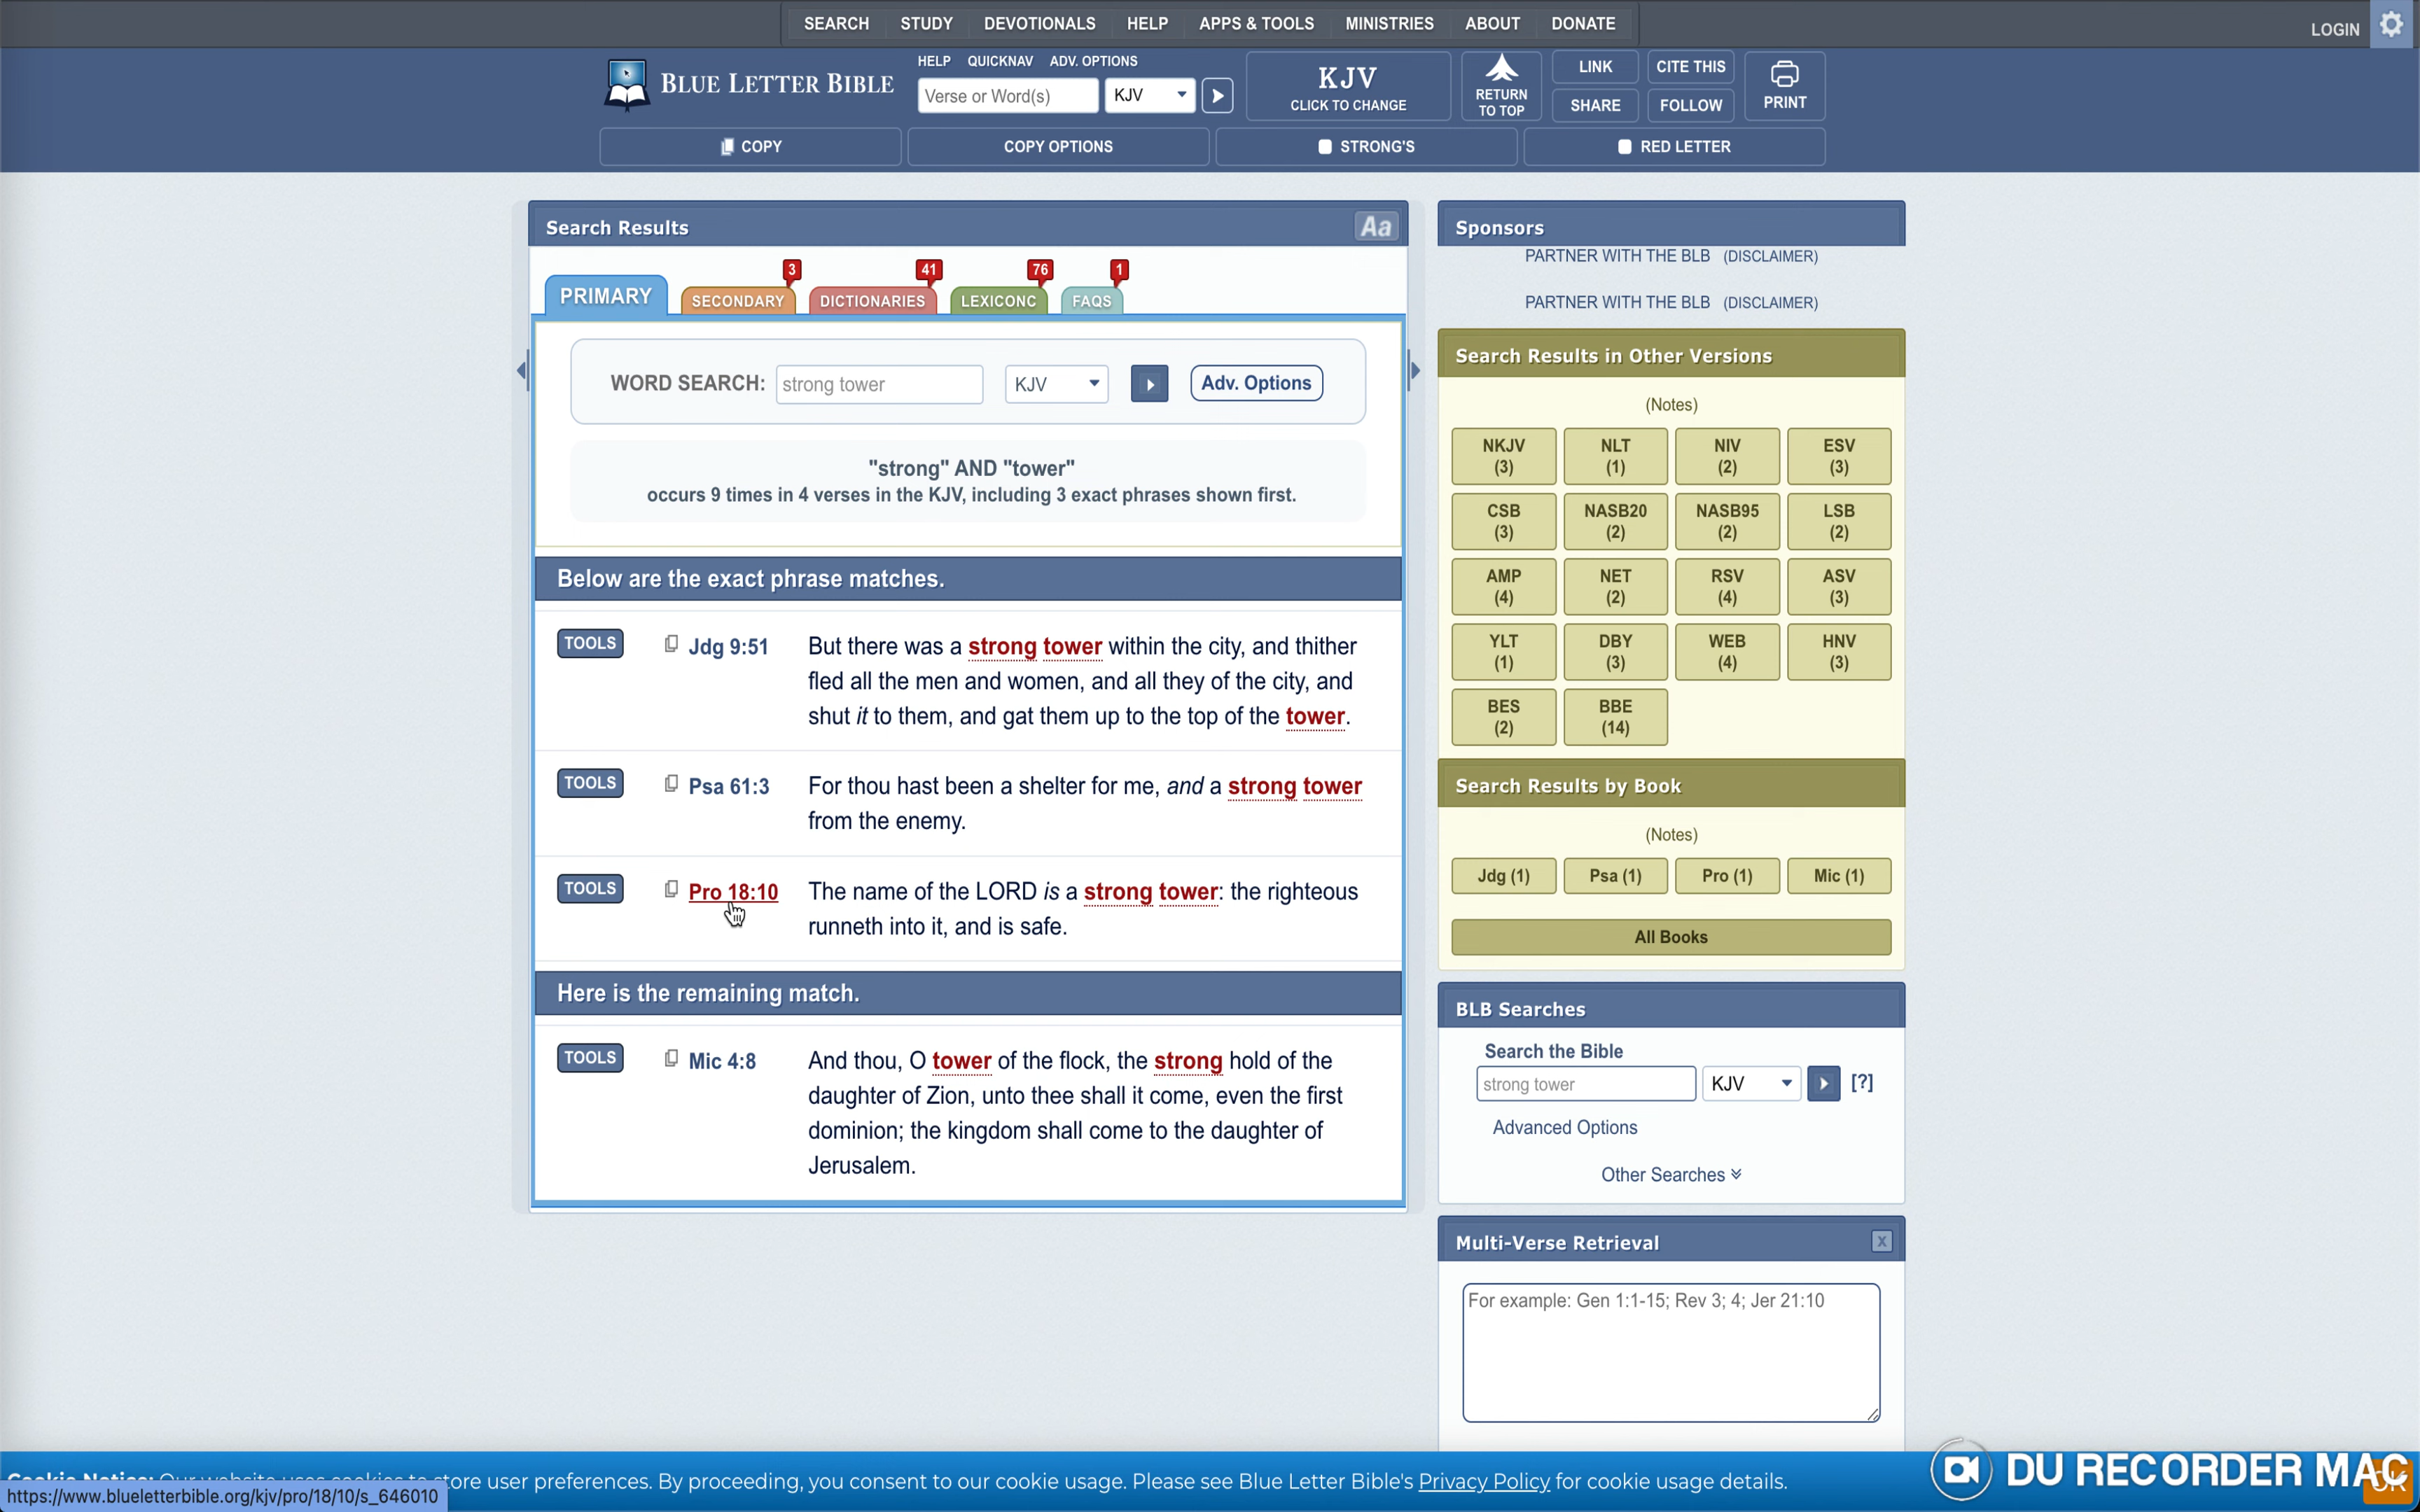 SEARCH STUDY DEVOTIONALS HELP APPS & TOOLS MINISTRIES ABOUT DONATE
LOGIN
BLUE LETTER BIBLE
HELP QUICKNAV ADV. OPTIONS
Verse or Word(s) KJV
KJV
CLICK TO CHANGE
RETURN
TO TOP
LINK CITE THIS
SHARE FOLLOW
PRINT
COPY COPY OPTIONS STRONG'S RED LETTER
Search Results Aa
3 41 76 1
PRIMARY SECONDARY DICTIONARIES LEXICONC FAQS
WORD SEARCH: strong tower KJV Adv. Options
"strong" AND "tower"
occurs 9 times in 4 verses in the KJV, including 3 exact phrases shown first.
Below are the exact phrase matches.
TOOLS Jdg 9:51 But there was a strong tower within the city, and thither
fled all the men and women, and all they of the city, and
shut it to them, and gat them up to the top of the tower.
TOOLS Psa 61:3 For thou hast been a shelter for me, and a strong tower
from the enemy.
TOOLS Pro 18:10 The name of the LORD is a strong tower: the righteous
runneth into it, and is safe.
Here is the remaining match.
TOOLS Mic 4:8 And thou, O tower of the flock, the strong hold of the
daughter of Zion, unto thee shall it come, even the first
dominion; the kingdom shall come to the daughter of
Jerusalem.
Sponsors
PARTNER WITH THE BLB (DISCLAIMER)
PARTNER WITH THE BLB (DISCLAIMER)
Search Results in Other Versions
(Notes)
NKJV NLT NIV ESV
(3) (1) (2) (3)
CSB NASB20 NASB95 LSB
(3) (2) (2) (2)
AMP NET RSV ASV
(4) (2) (4) (3)
YLT DBY WEB HNV
(1) (3) (4) (3)
BES BBE
(2) (14)
Search Results by Book
(Notes)
Jdg (1) Psa (1) Pro (1) Mic (1)
All Books
BLB Searches
Search the Bible
strong tower KJV [?]
Advanced Options
Other Searches
Multi-Verse Retrieval X
For example: Gen 1:1-15; Rev 3; 4; Jer 21:10
Cookie Notice: Our website uses cookies to store user preferences. By proceeding, you consent to our cookie usage. Please see Blue Letter Bible's Privacy Policy for cookie usage details.
https://www.blueletterbible.org/kjv/pro/18/10/s_646010
DU RECORDER MAC
OK